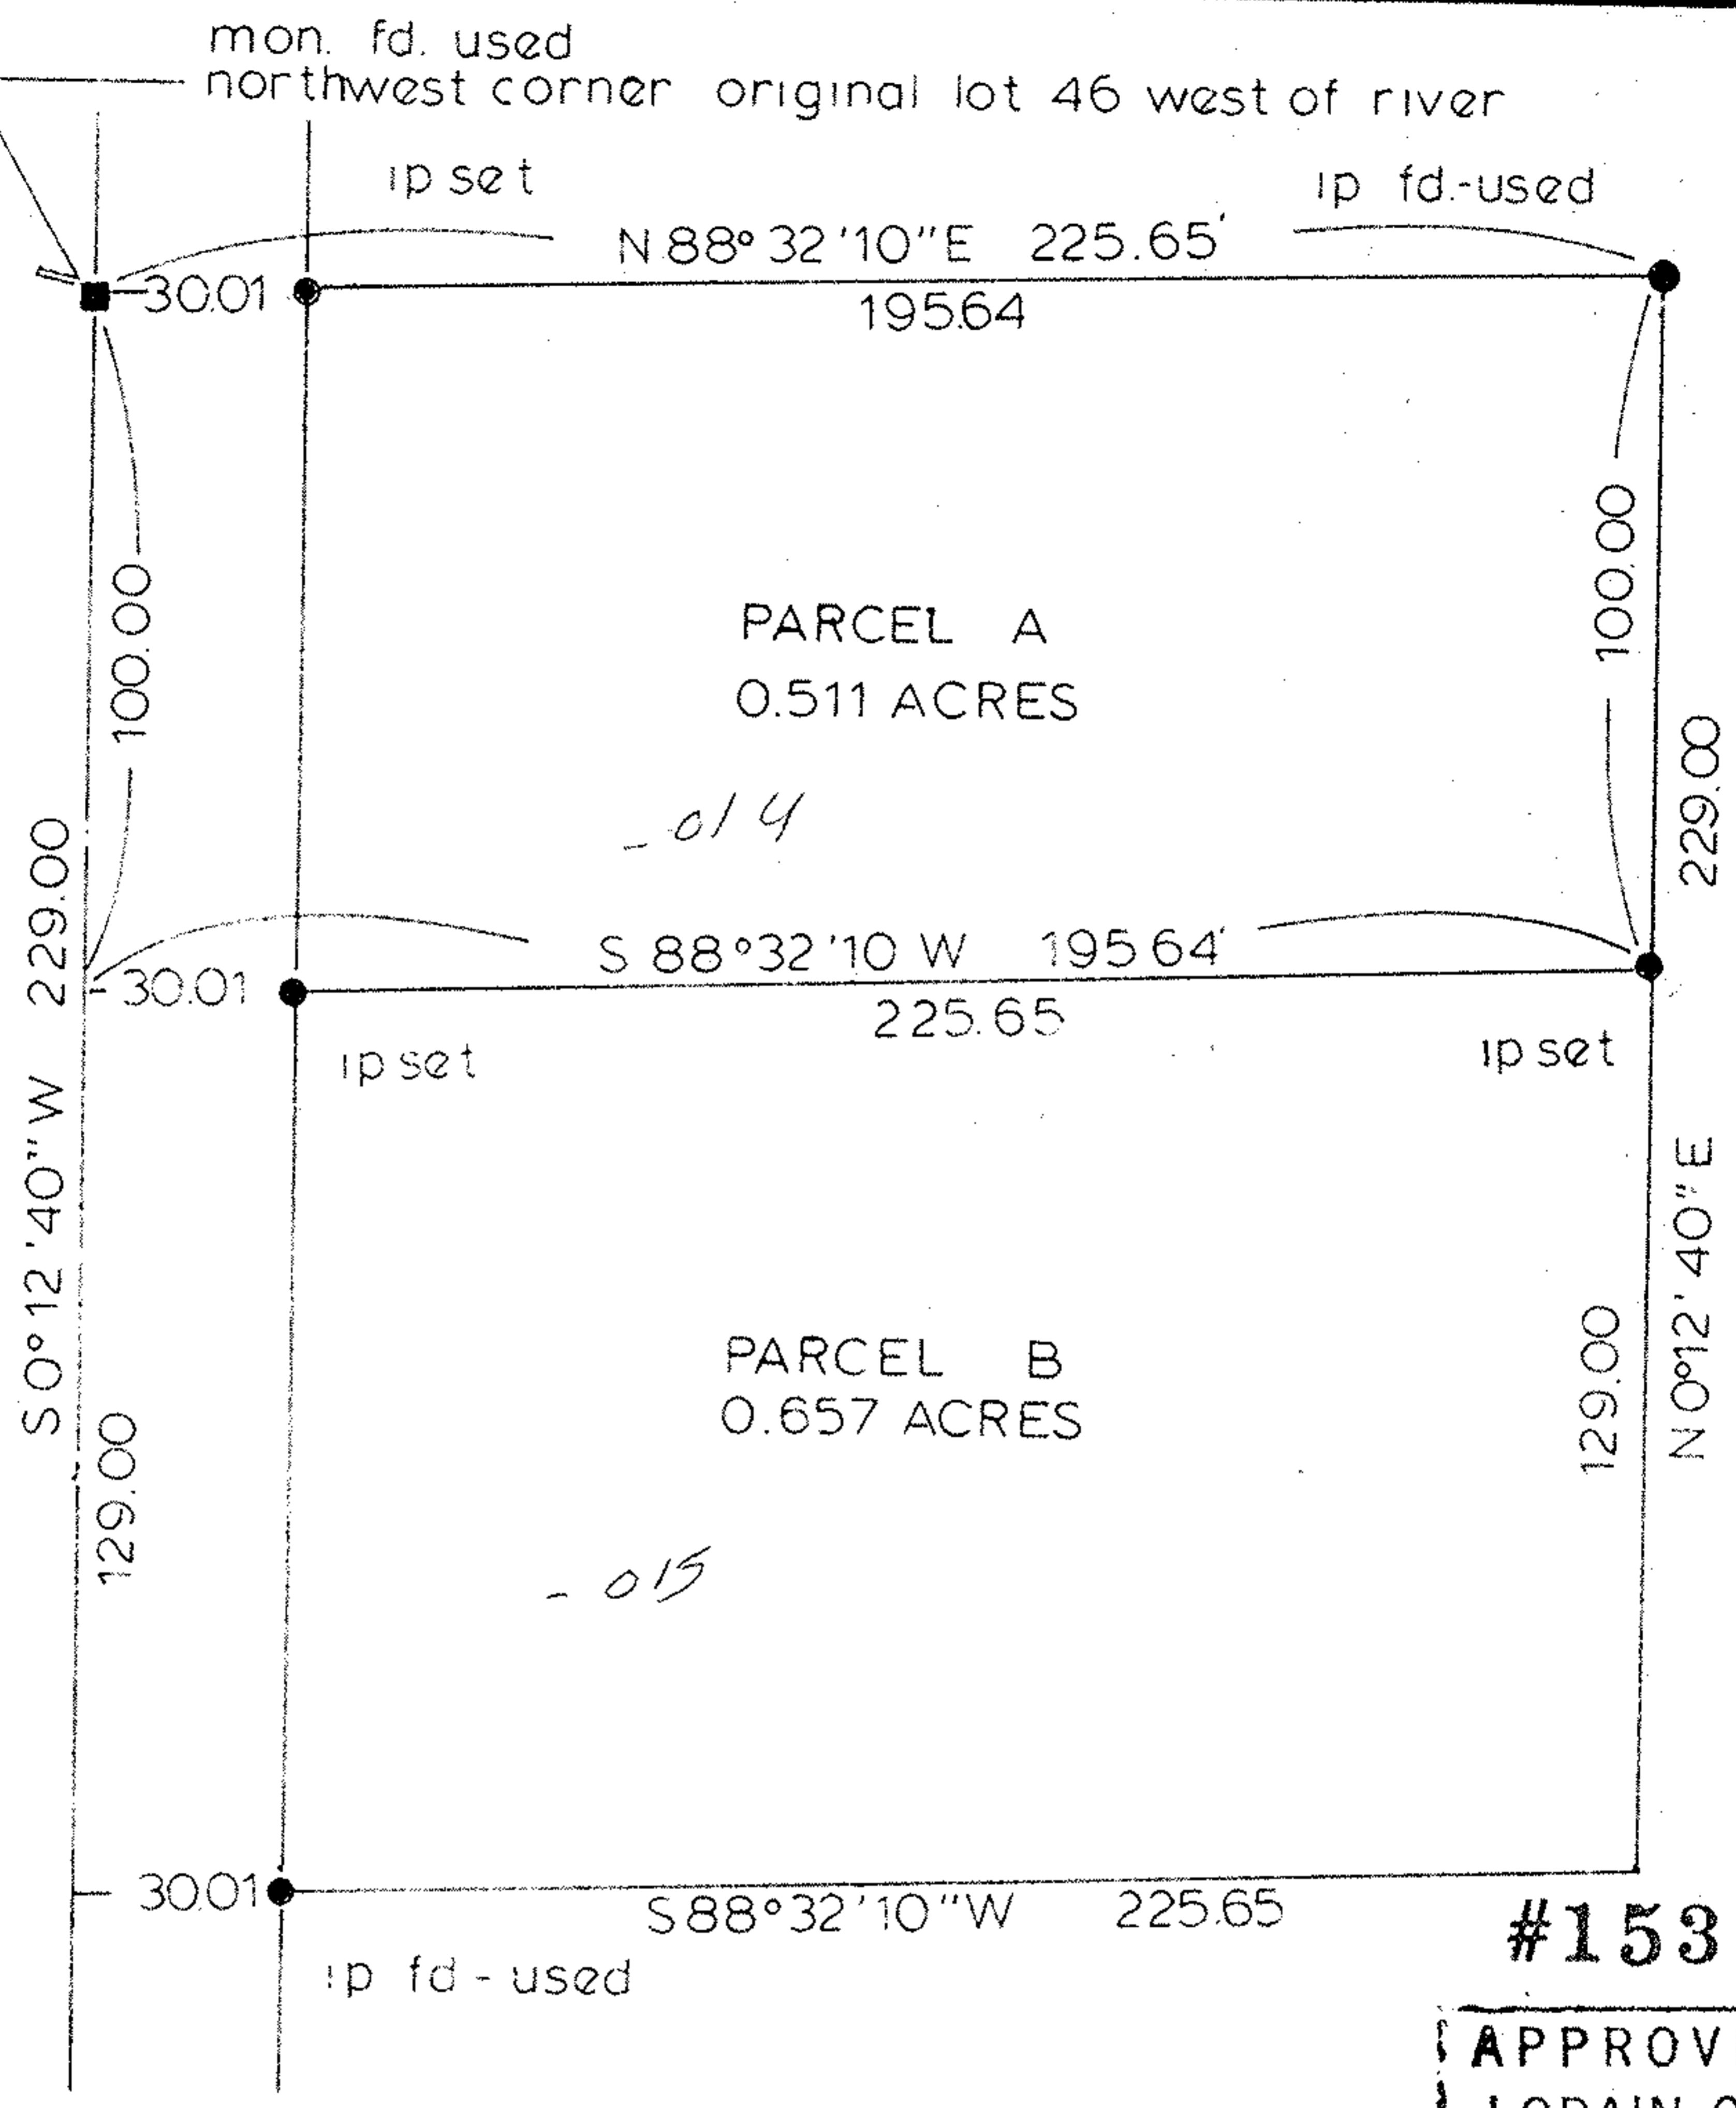 mon. fd. used
northwest corner original lot 46 west of river
ip set
ip fd.-used
N 88° 32 '10"E 225.65'
30.01
195.64
100.00
100.00
PARCEL A
0.511 ACRES
229.00
- 014
S 0° 12 '40"W 229.00
S 88°32 '10 W 195 64'
30.01
225.65
ip set
ip set
N 0°12' 40"E
PARCEL B
0.657 ACRES
129.00
129.00
- 015
30.01
S 88°32'10"W 225.65
#153
ip fd - used
APPROV